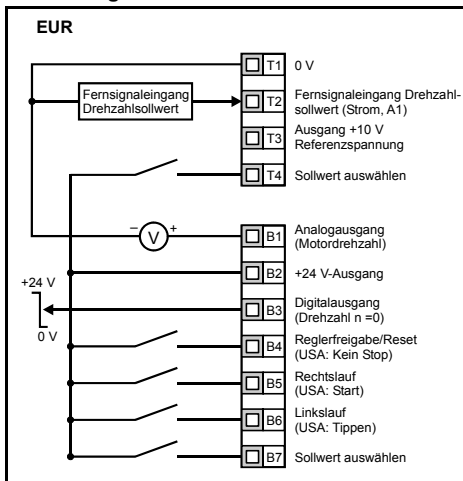 EUR
T1 0 V
Fernsignaleingang
Drehzahlsollwert
T2 Fernsignaleingang Drehzahl-
sollwert (Strom, A1)
T3 Ausgang +10 V
Referenzspannung
T4 Sollwert auswählen
– V +
B1 Analogausgang
(Motordrehzahl)
B2 +24 V-Ausgang
+24 V
0 V
B3 Digitalausgang
(Drehzahl n =0)
B4 Reglerfreigabe/Reset
(USA: Kein Stop)
B5 Rechtslauf
(USA: Start)
B6 Linkslauf
(USA: Tippen)
B7 Sollwert auswählen